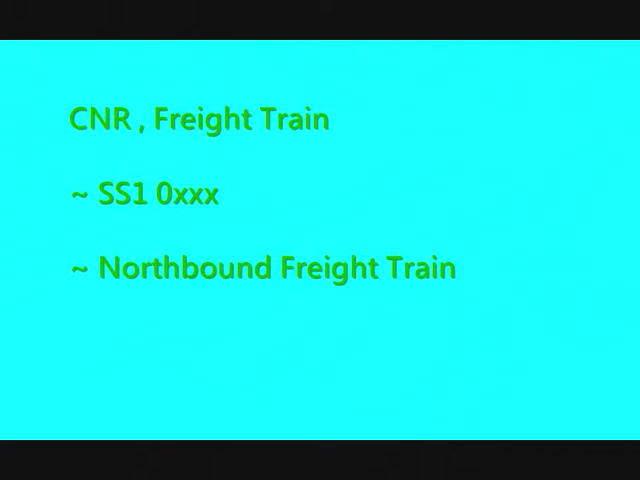 CNR , Freight Train
~ SS1 0xxx
~ Northbound Freight Train